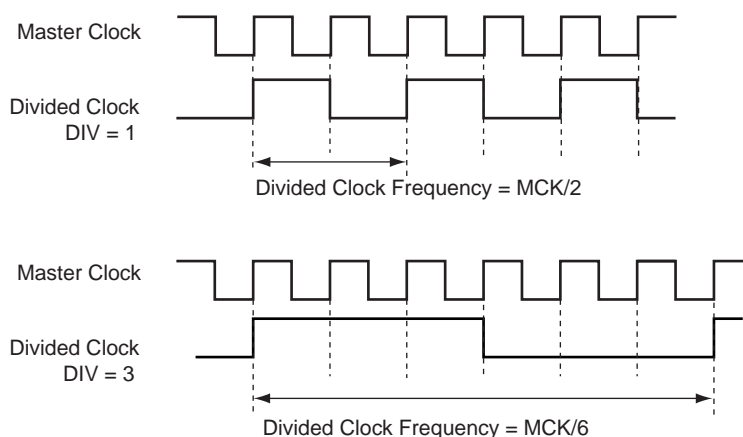 Master Clock
Divided Clock
DIV = 1
Divided Clock Frequency = MCK/2
Master Clock
Divided Clock
DIV = 3
Divided Clock Frequency = MCK/6